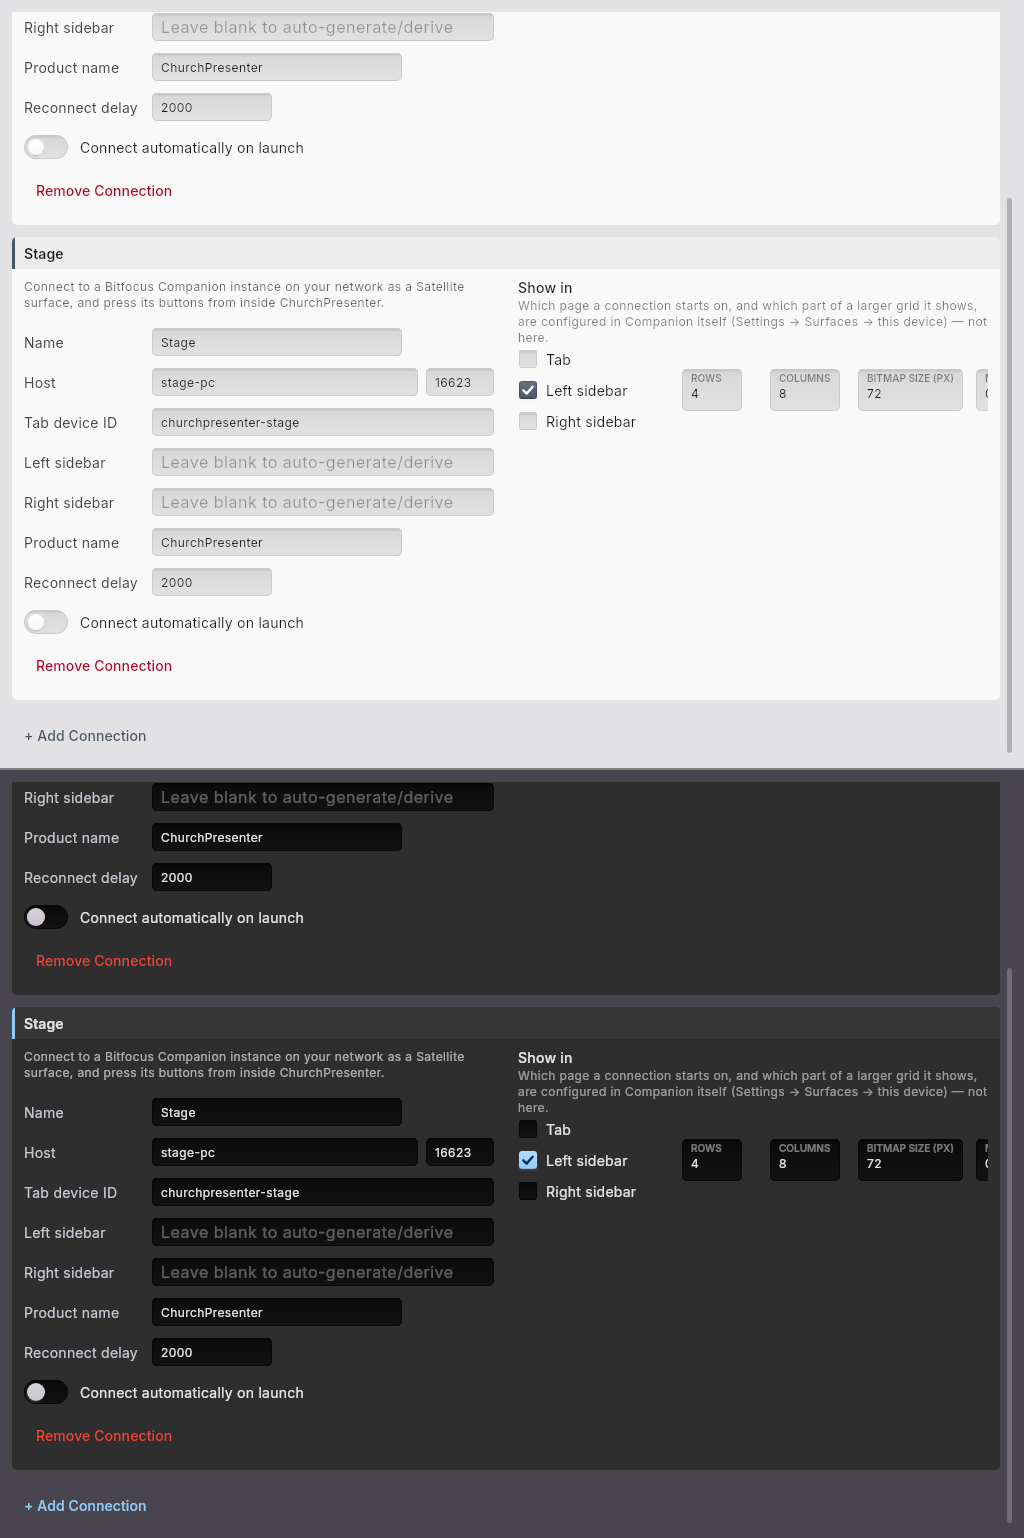 Right sidebar
Leave blank to auto-generate/derive
Product name
ChurchPresenter
Reconnect delay
2000
Connect automatically on launch
Remove Connection
Stage
Connect to a Bitfocus Companion instance on your network as a Satellite
surface, and press its buttons from inside ChurchPresenter.
Name
Stage
Host
stage-pc
16623
Tab device ID
churchpresenter-stage
Left sidebar
Leave blank to auto-generate/derive
Right sidebar
Leave blank to auto-generate/derive
Product name
ChurchPresenter
Reconnect delay
2000
Connect automatically on launch
Remove Connection
Show in
Which page a connection starts on, and which part of a larger grid it shows,
are configured in Companion itself (Settings → Surfaces → this device) — not
here.
Tab
Left sidebar
ROWS
4
COLUMNS
8
BITMAP SIZE (PX)
72
Right sidebar
+ Add Connection
Right sidebar
Leave blank to auto-generate/derive
Product name
ChurchPresenter
Reconnect delay
2000
Connect automatically on launch
Remove Connection
Stage
Connect to a Bitfocus Companion instance on your network as a Satellite
surface, and press its buttons from inside ChurchPresenter.
Name
Stage
Host
stage-pc
16623
Tab device ID
churchpresenter-stage
Left sidebar
Leave blank to auto-generate/derive
Right sidebar
Leave blank to auto-generate/derive
Product name
ChurchPresenter
Reconnect delay
2000
Connect automatically on launch
Remove Connection
Show in
Which page a connection starts on, and which part of a larger grid it shows,
are configured in Companion itself (Settings → Surfaces → this device) — not
here.
Tab
Left sidebar
ROWS
4
COLUMNS
8
BITMAP SIZE (PX)
72
Right sidebar
+ Add Connection